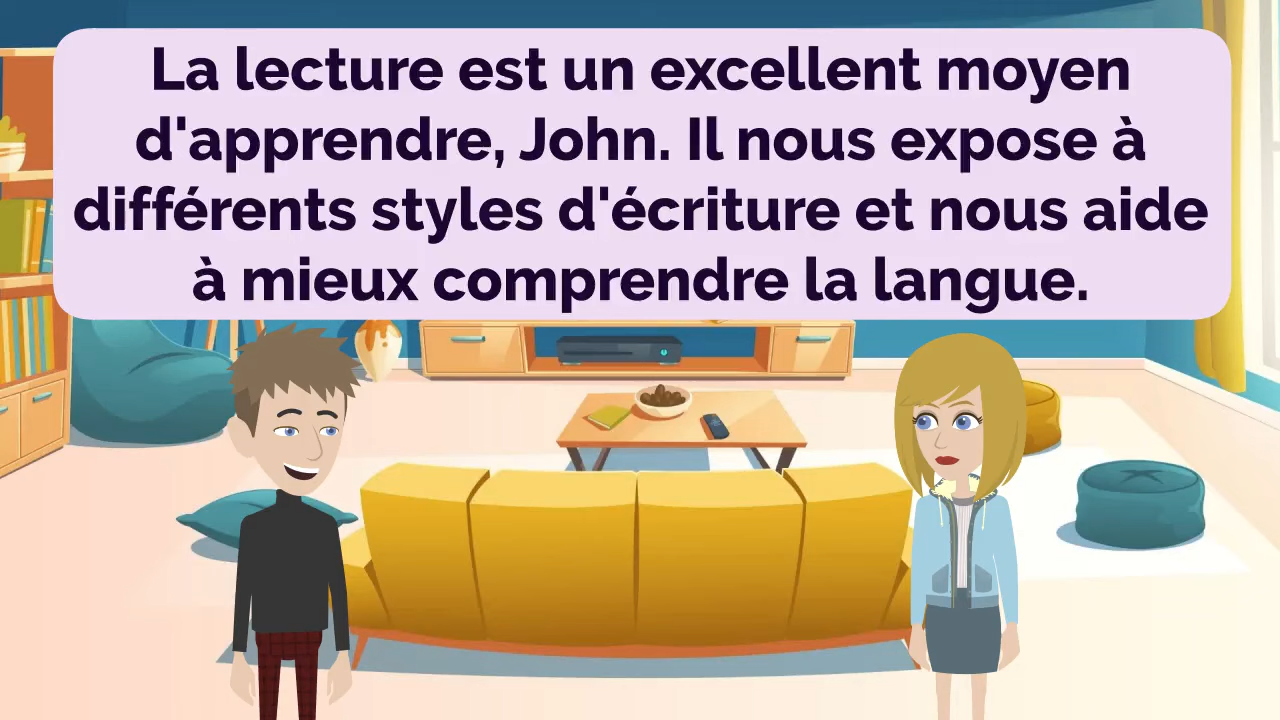 La lecture est un excellent moyen
d'apprendre, John. Il nous expose à
différents styles d'écriture et nous aide
à mieux comprendre la langue.